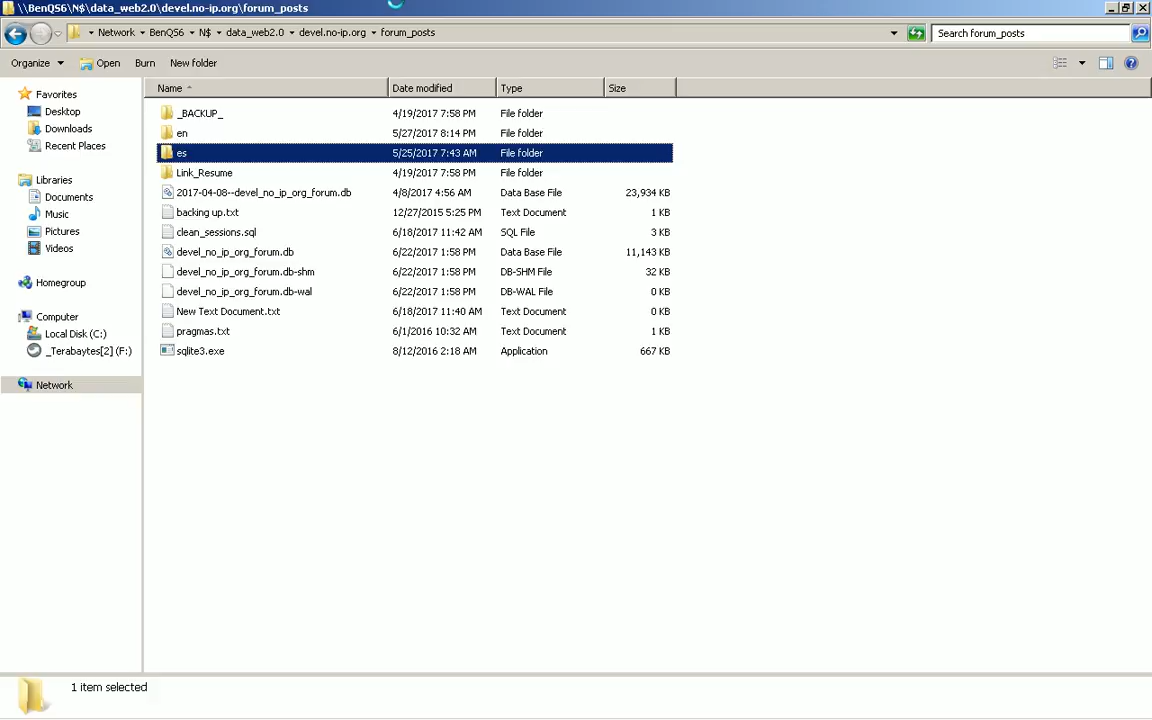 \\BenQS6\N$\data_web2.0\devel.no-ip.org\forum_posts
Network BenQS6 N$ data_web2.0 devel.no-ip.org forum_posts
Search forum_posts
Organize Open Burn New folder
Name Date modified Type Size
Favorites
Desktop
Downloads
Recent Places
Libraries
Documents
Music
Pictures
Videos
Homegroup
Computer
Local Disk (C:)
_Terabaytes[2] (F:)
Network
_BACKUP_ 4/19/2017 7:58 PM File folder
en 5/27/2017 8:14 PM File folder
es 5/25/2017 7:43 AM File folder
Link_Resume 4/19/2017 7:58 PM File folder
2017-04-08--devel_no_ip_org_forum.db 4/8/2017 4:56 AM Data Base File 23,934 KB
backing up.txt 12/27/2015 5:25 PM Text Document 1 KB
clean_sessions.sql 6/18/2017 11:42 AM SQL File 3 KB
devel_no_ip_org_forum.db 6/22/2017 1:58 PM Data Base File 11,143 KB
devel_no_ip_org_forum.db-shm 6/22/2017 1:58 PM DB-SHM File 32 KB
devel_no_ip_org_forum.db-wal 6/22/2017 1:58 PM DB-WAL File 0 KB
New Text Document.txt 6/18/2017 11:40 AM Text Document 0 KB
pragmas.txt 6/1/2016 10:32 AM Text Document 1 KB
sqlite3.exe 8/12/2016 2:18 AM Application 667 KB
1 item selected